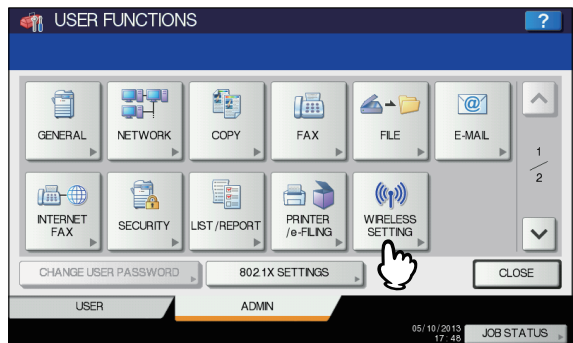 USER FUNCTIONS
?
GENERAL
NETWORK
COPY
FAX
FILE
E-MAIL
1
2
INTERNET
FAX
SECURITY
LIST/REPORT
PRINTER
/e-FILING
WIRELESS
SETTING
CHANGE USER PASSWORD
802.1X SETTINGS
CLOSE
USER
ADMIN
05/10/2013
17:48
JOB STATUS